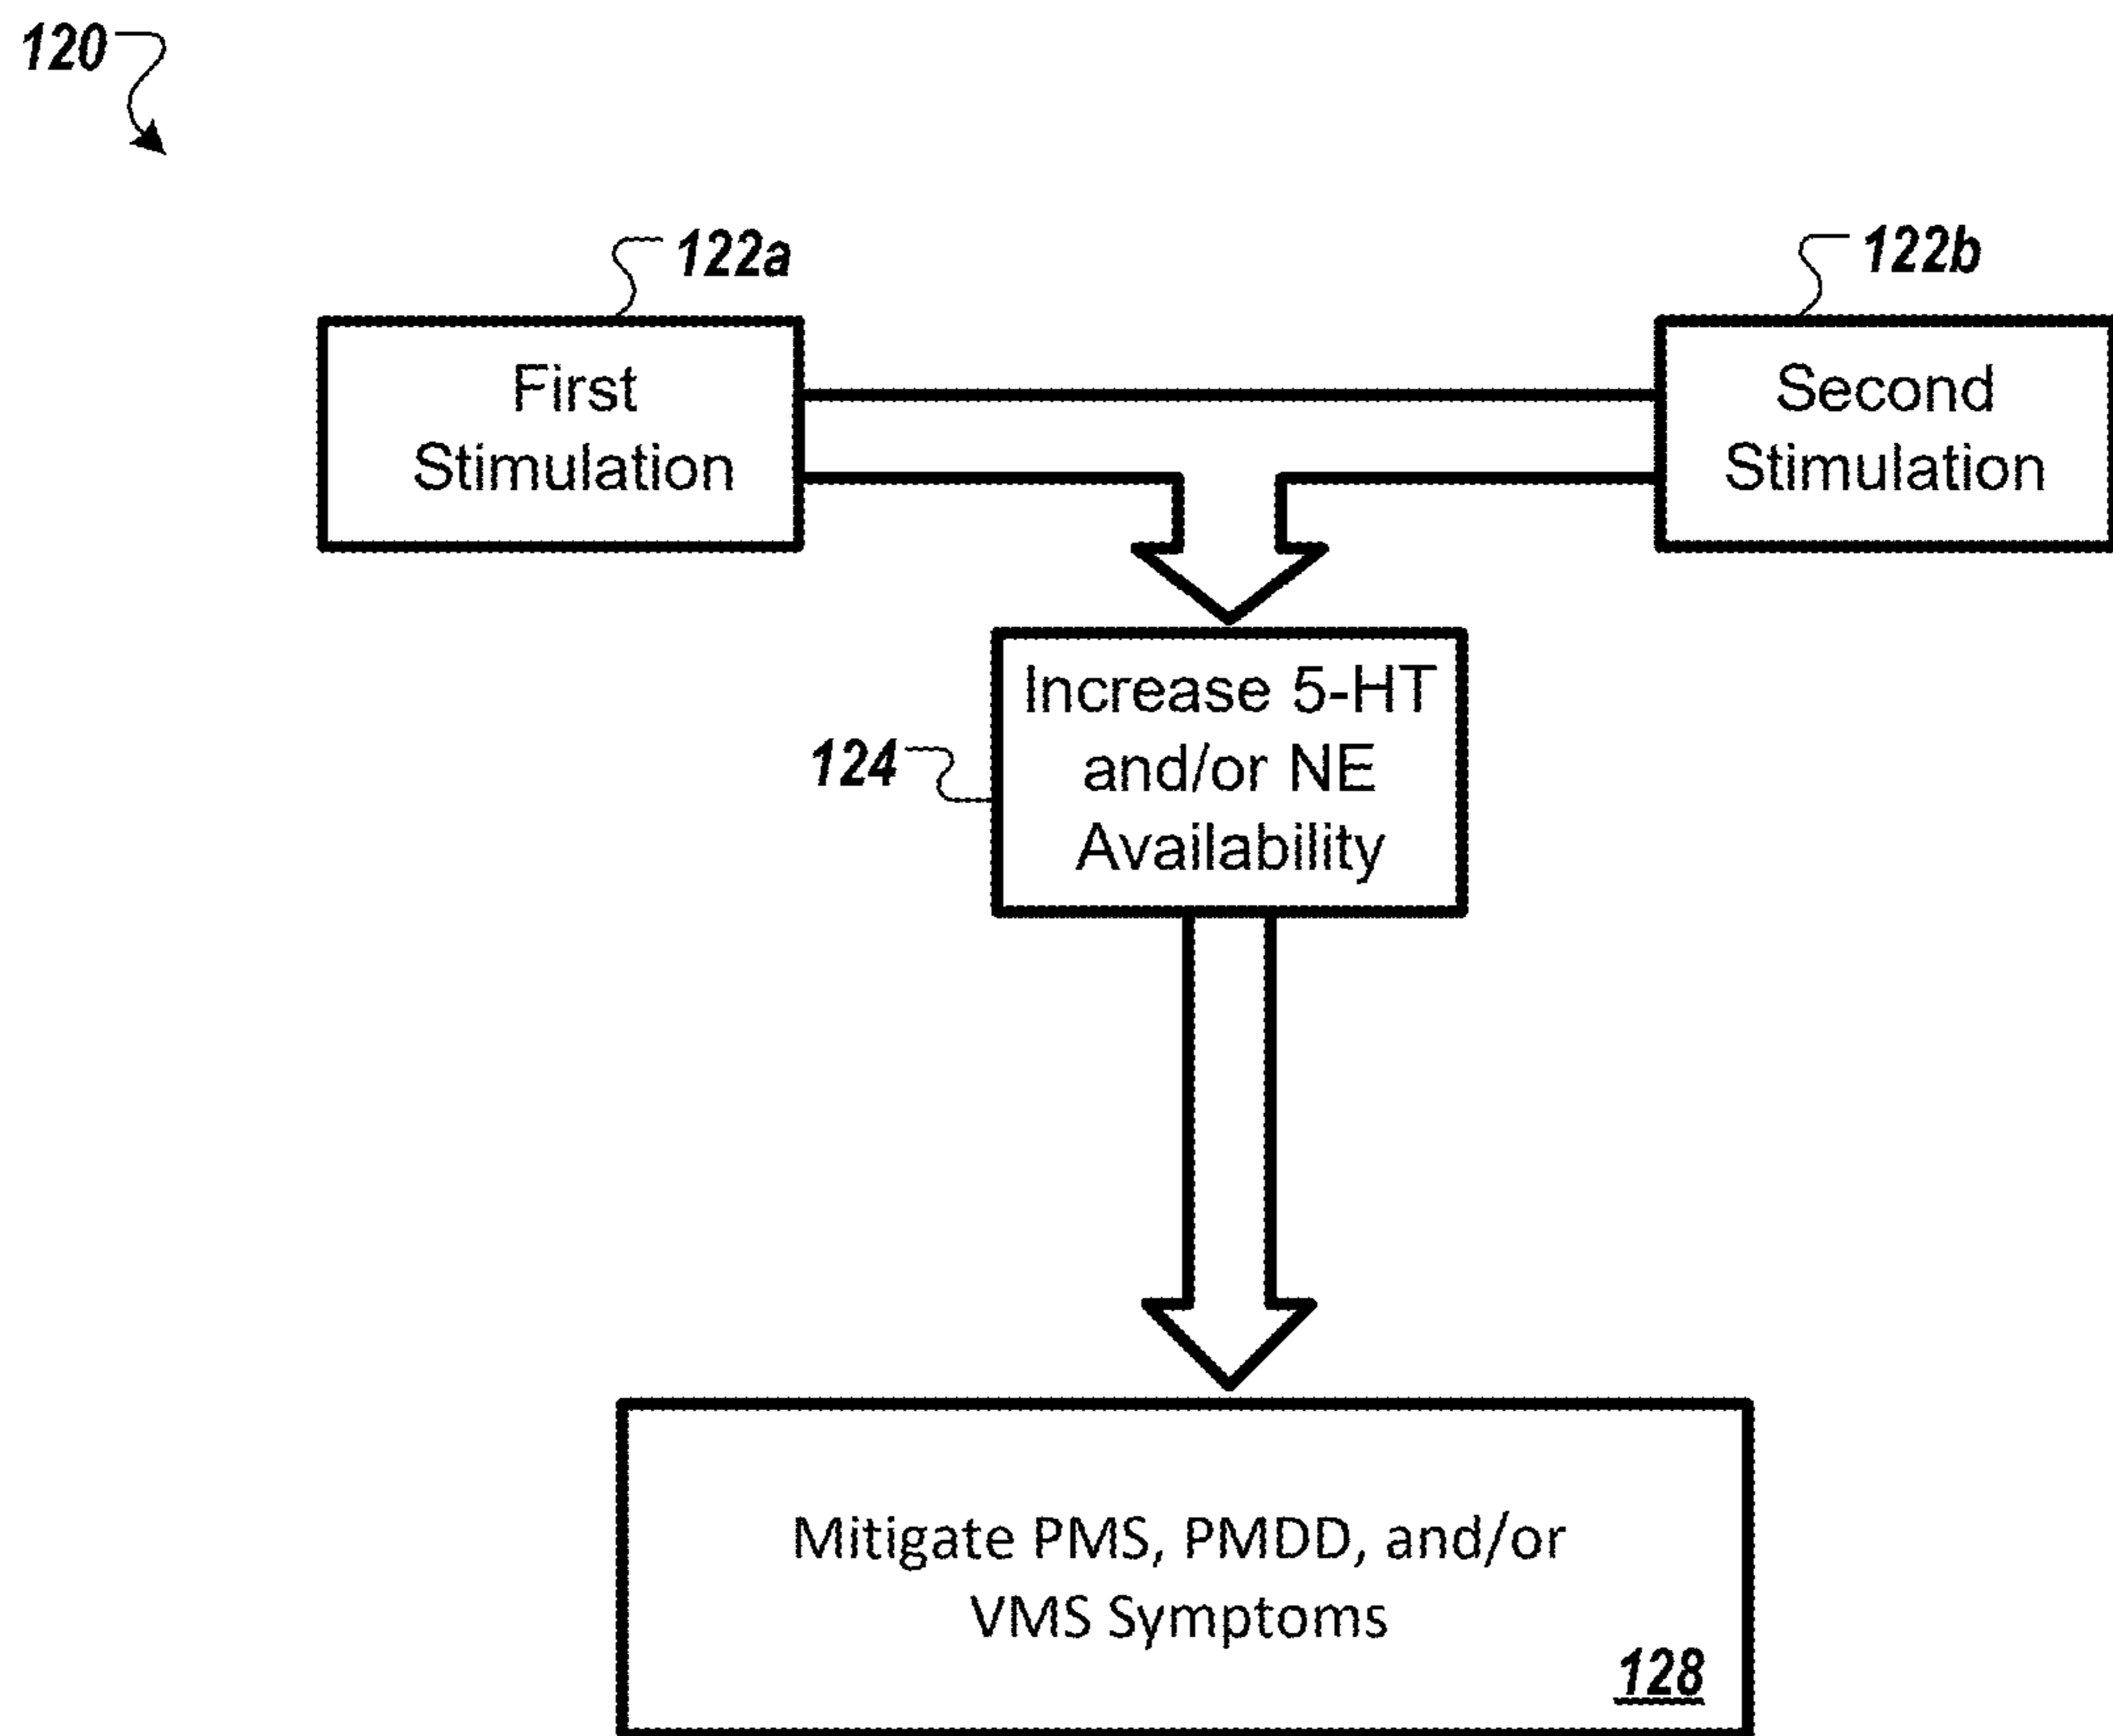 120
122a
122b
First
Stimulation
Second
Stimulation
124
Increase 5-HT
and/or NE
Availability
Mitigate PMS, PMDD, and/or
VMS Symptoms
128